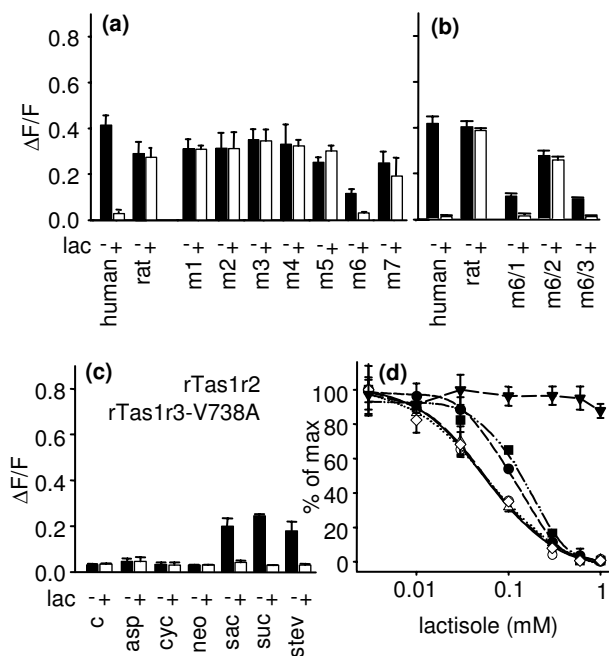 (a)
(b)
0.8
0.4
0.2
0.0
ΔF/F
lac - + - + - + - + - + - + - + - + - +
human
rat
m1
m2
m3
m4
m5
m6
m7
- + - + - + - + - +
human
rat
m6/1
m6/2
m6/3
(c)
rTas1r2
rTas1r3-V738A
0.8
0.4
0.2
0.0
ΔF/F
lac - + - + - + - + - + - + - +
c
asp
cyc
neo
sac
suc
stev
(d)
100
80
60
40
20
0
% of max
0.01 0.1 1
lactisole (mM)